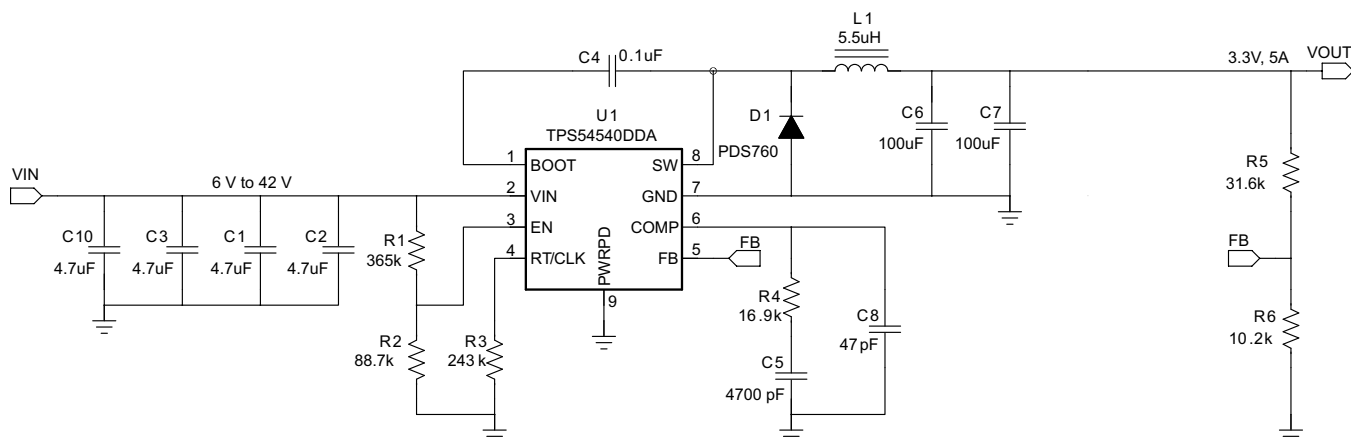 L1
5.5uH
C4
0.1uF
3.3V, 5A
VOUT
U1
TPS54540DDA
D1
PDS760
C6
100uF
C7
100uF
1 BOOT
SW 8
R5
31.6k
VIN
6 V to 42 V
2 VIN
GND 7
3 EN
COMP 6
4 RT/CLK
FB 5
PWRPD
9
FB
FB
C10
4.7uF
C3
4.7uF
C1
4.7uF
C2
4.7uF
R1
365k
R4
16.9k
C8
47pF
R6
10.2k
R2
88.7k
R3
243 k
C5
4700 pF